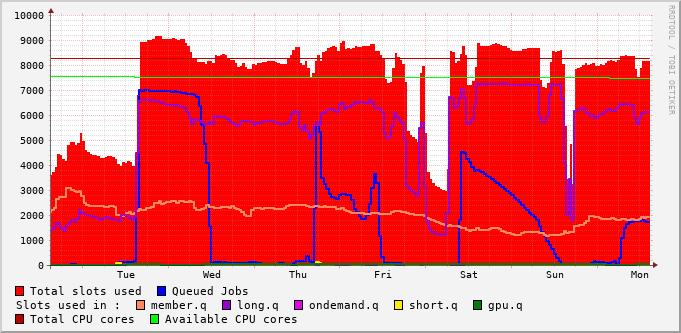 RRDTOOL / TOBI OETIKER
10000
9000
8000
7000
6000
5000
4000
3000
2000
1000
0
Tue Wed Thu Fri Sat Sun Mon
Total slots used Queued Jobs
Slots used in : member.q long.q ondemand.q short.q gpu.q
Total CPU cores Available CPU cores